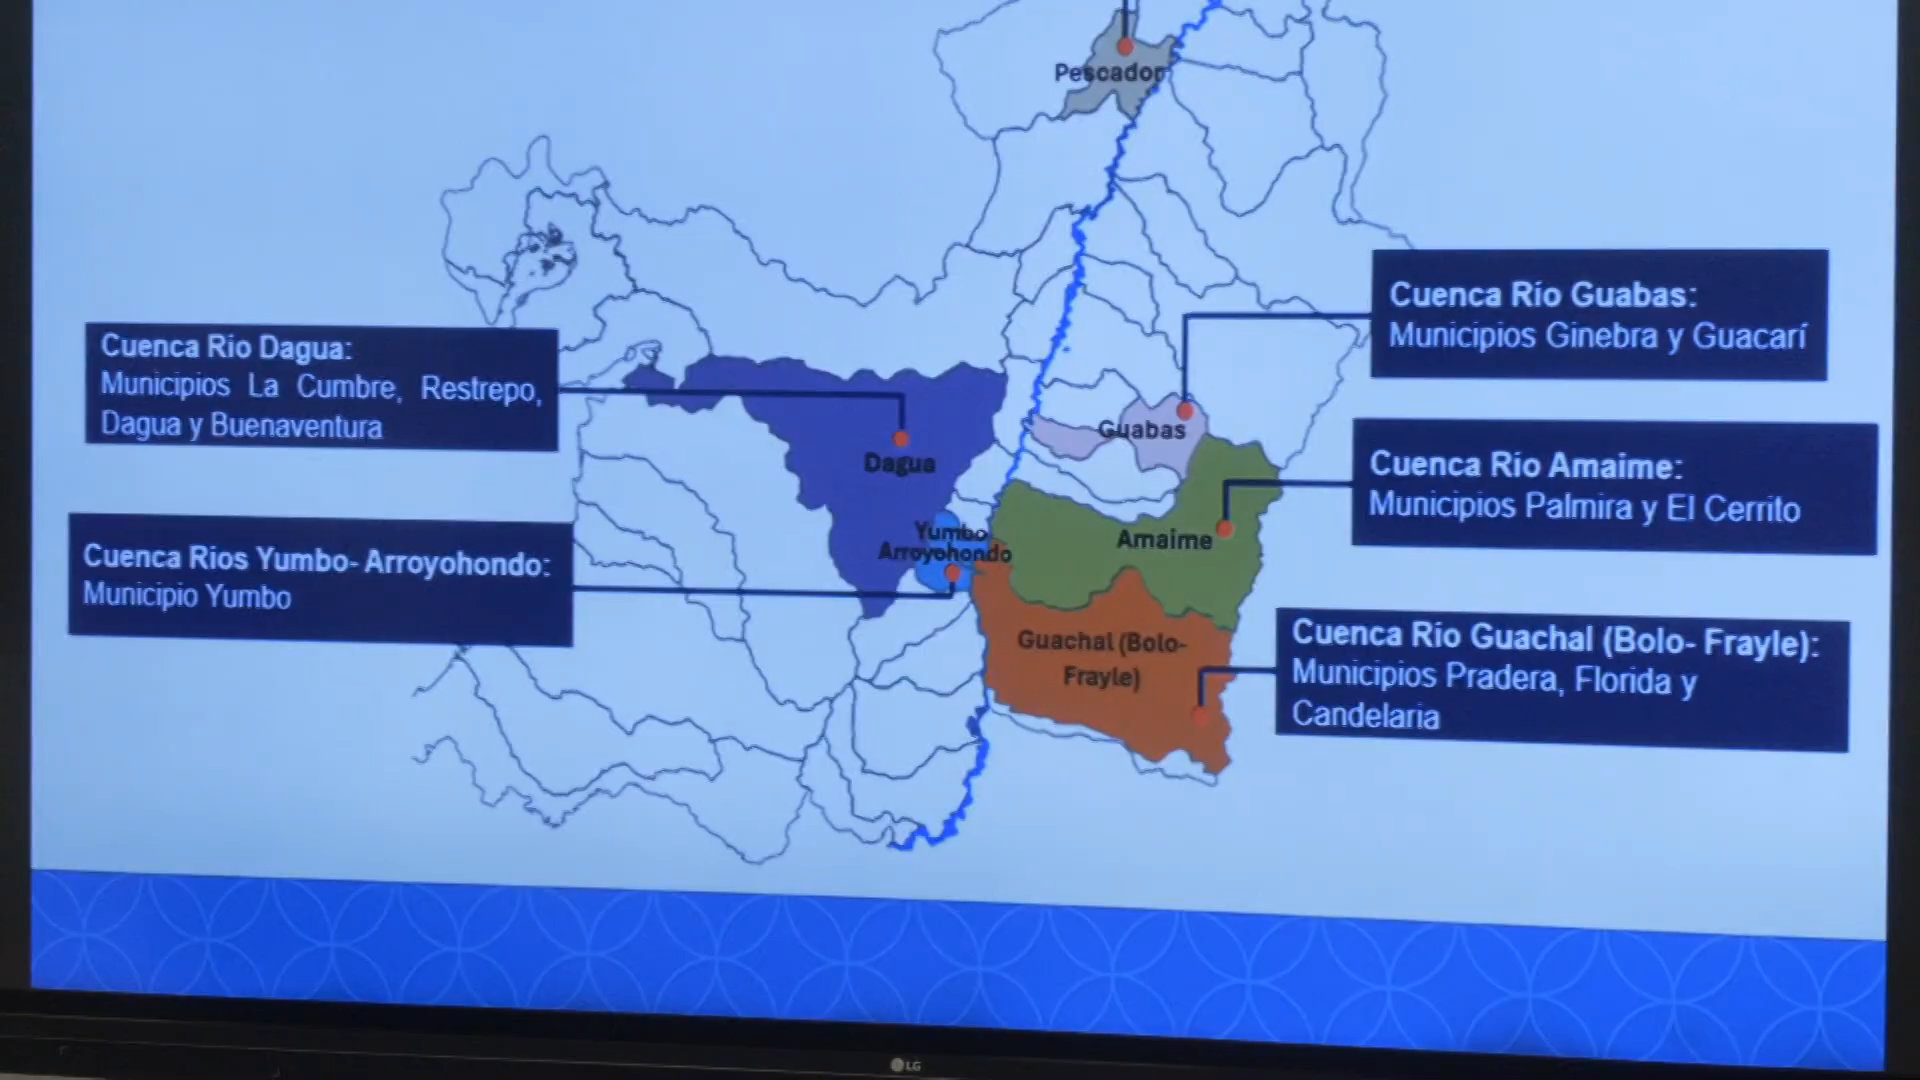 Pescador
Cuenca Río Guabas:
Municipios Ginebra y Guacarí
Cuenca Río Dagua:
Municipios La Cumbre, Restrepo,
Dagua y Buenaventura
Guabas
Dagua
Cuenca Río Amaime:
Municipios Palmira y El Cerrito
Yumbo
Arroyohondo
Amaime
Cuenca Ríos Yumbo- Arroyohondo:
Municipio Yumbo
Guachal (Bolo-
Frayle)
Cuenca Río Guachal (Bolo- Frayle):
Municipios Pradera, Florida y
Candelaria
LG